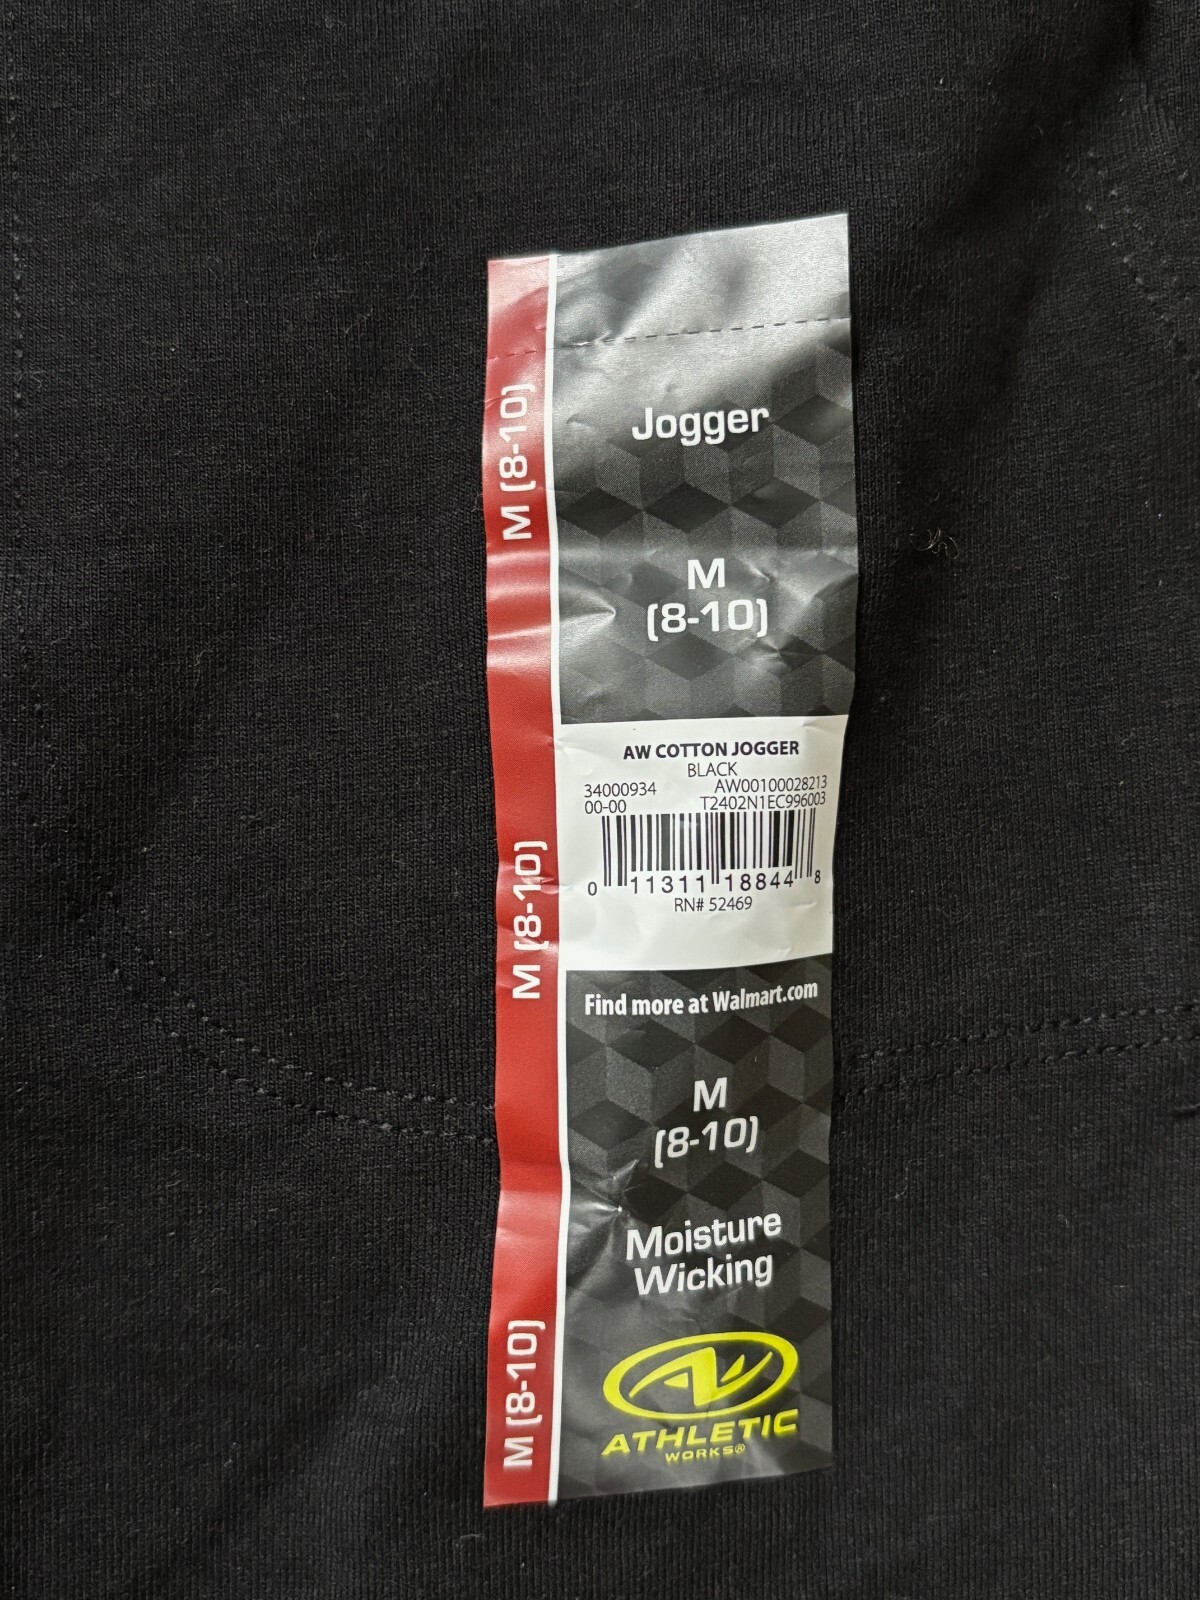 M (8-10)
Jogger
M
(8-10)
AW COTTON JOGGER
BLACK
34000934 AW00100028213
00-00 T2402N1EC996003
0 11311 18844 8
RN# 52469
M (8-10)
Find more at Walmart.com
M
(8-10)
Moisture
Wicking
M (8-10)
AW
ATHLETIC
WORKS®